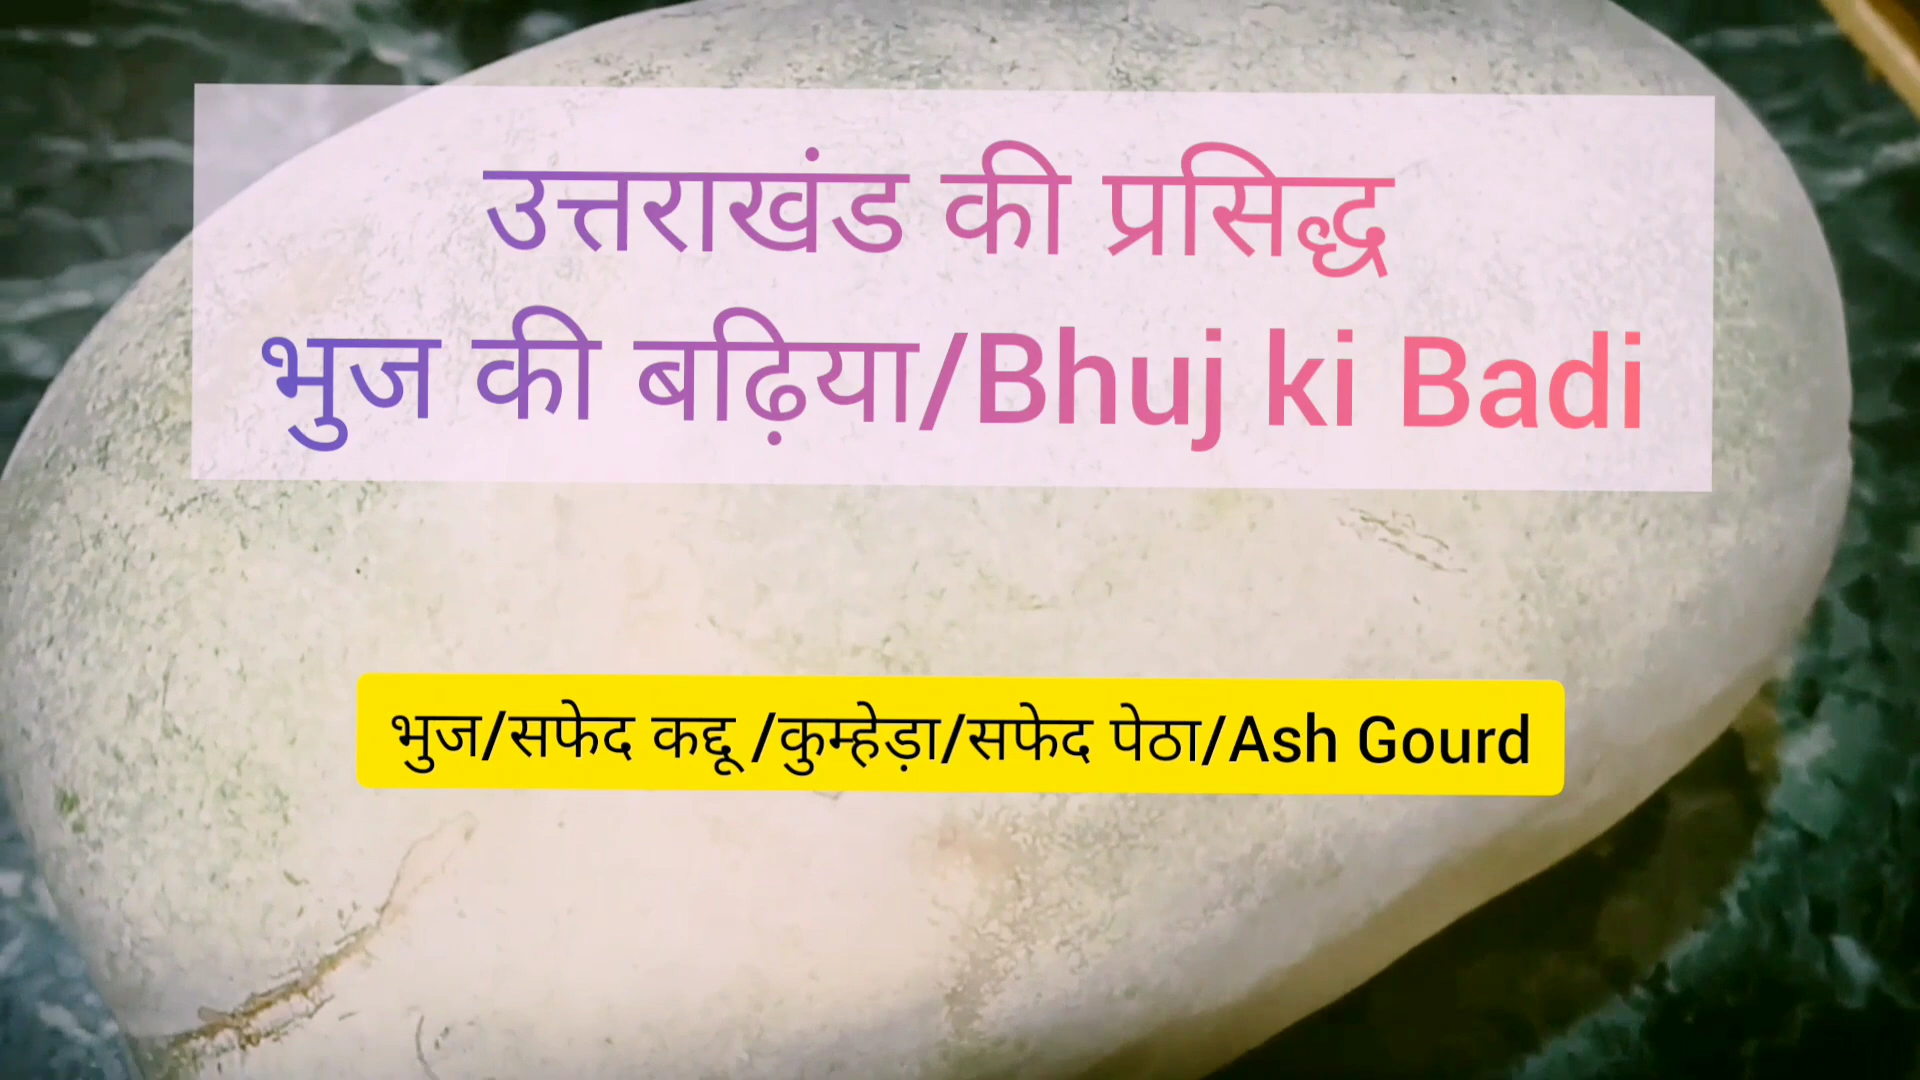 उत्तराखंड की प्रसिद्ध
भुज की बढ़िया/Bhuj ki Badi
भुज/सफेद कद्दू /कुम्हेड़ा/सफेद पेठा/Ash Gourd